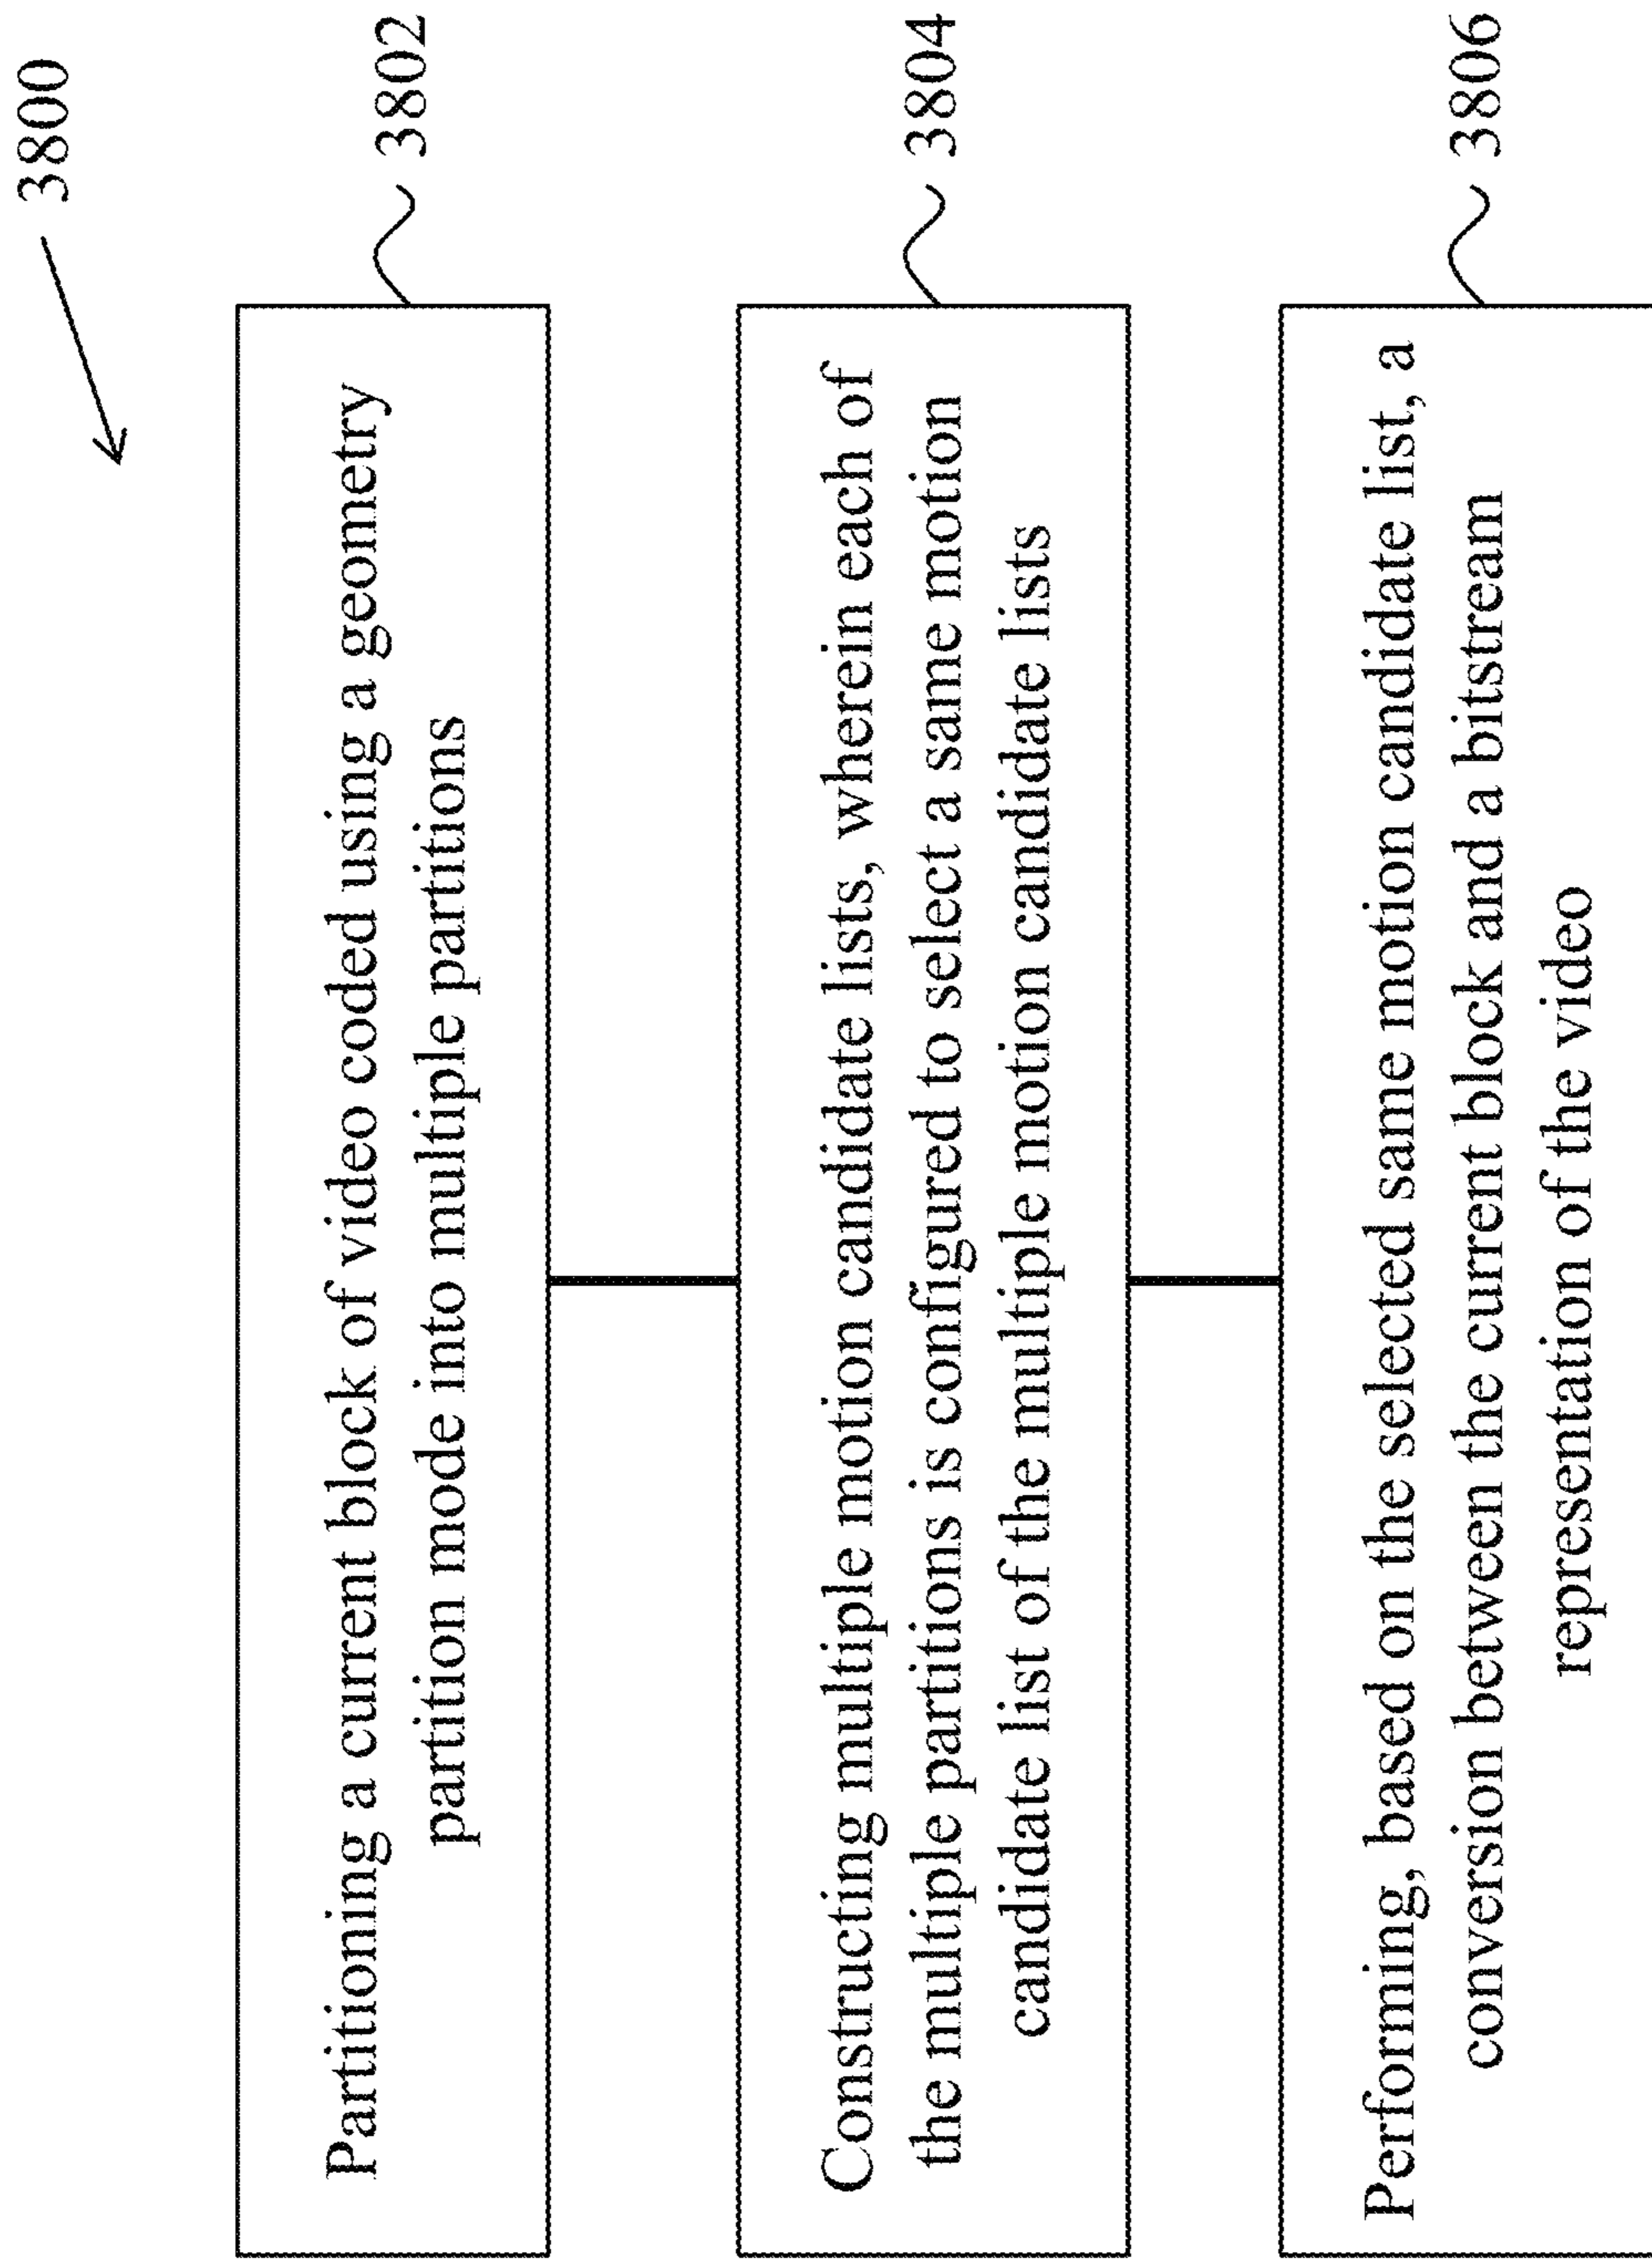 3800
Partitioning a current block of video coded using a geometry
partition mode into multiple partitions
3802
Constructing multiple motion candidate lists, wherein each of
the multiple partitions is configured to select a same motion
candidate list of the multiple motion candidate lists
3804
Performing, based on the selected same motion candidate list, a
conversion between the current block and a bitstream
representation of the video
3806